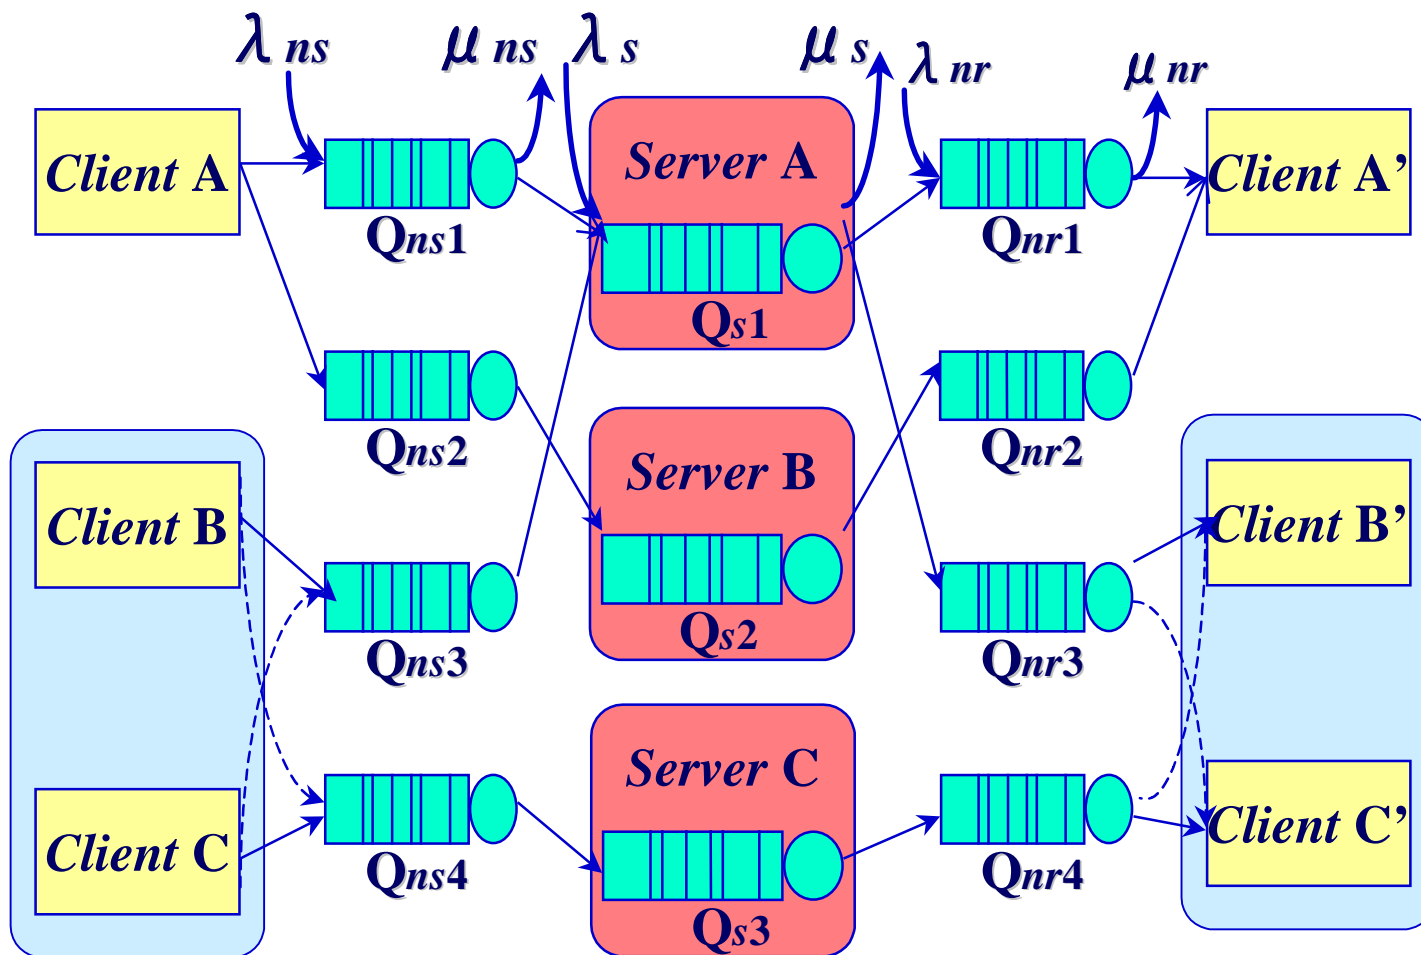 λ ns
μ ns
λ s
μ s
λ nr
μ nr
Client A
Server A
Client A’
Qns1
Qnr1
Qs1
Qns2
Qnr2
Server B
Client B
Client B’
Qs2
Qns3
Qnr3
Server C
Client C
Client C’
Qns4
Qnr4
Qs3